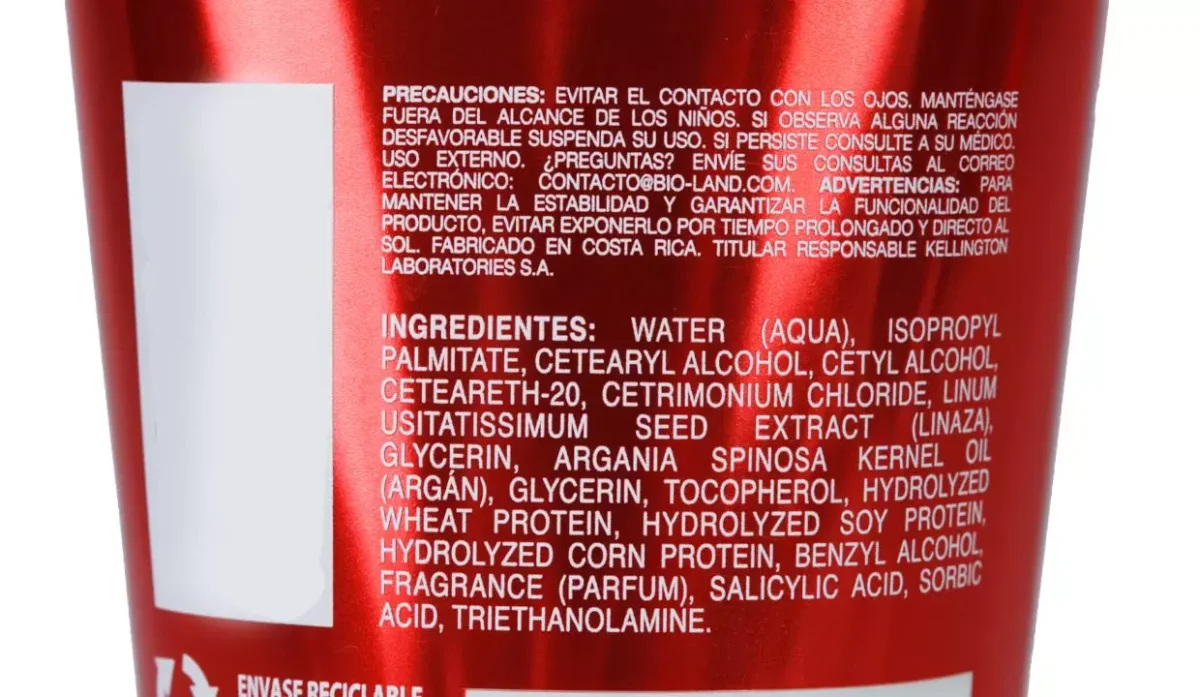 PRECAUCIONES: EVITAR EL CONTACTO CON LOS OJOS. MANTÉNGASE
FUERA DEL ALCANCE DE LOS NIÑOS. SI OBSERVA ALGUNA REACCIÓN
DESFAVORABLE SUSPENDA SU USO. SI PERSISTE CONSULTE A SU MÉDICO.
USO EXTERNO. ¿PREGUNTAS? ENVÍE SUS CONSULTAS AL CORREO
ELECTRÓNICO: CONTACTO@BIO-LAND.COM. ADVERTENCIAS: PARA
MANTENER LA ESTABILIDAD Y GARANTIZAR LA FUNCIONALIDAD DEL
PRODUCTO, EVITAR EXPONERLO POR TIEMPO PROLONGADO Y DIRECTO AL
SOL. FABRICADO EN COSTA RICA. TITULAR RESPONSABLE KELLINGTON
LABORATORIES S.A.
INGREDIENTES: WATER (AQUA), ISOPROPYL
PALMITATE, CETEARYL ALCOHOL, CETYL ALCOHOL,
CETEARETH-20, CETRIMONIUM CHLORIDE, LINUM
USITATISSIMUM SEED EXTRACT (LINAZA),
GLYCERIN, ARGANIA SPINOSA KERNEL OIL
(ARGÁN), GLYCERIN, TOCOPHEROL, HYDROLYZED
WHEAT PROTEIN, HYDROLYZED SOY PROTEIN,
HYDROLYZED CORN PROTEIN, BENZYL ALCOHOL,
FRAGRANCE (PARFUM), SALICYLIC ACID, SORBIC
ACID, TRIETHANOLAMINE.
ENVASE RECICLABLE